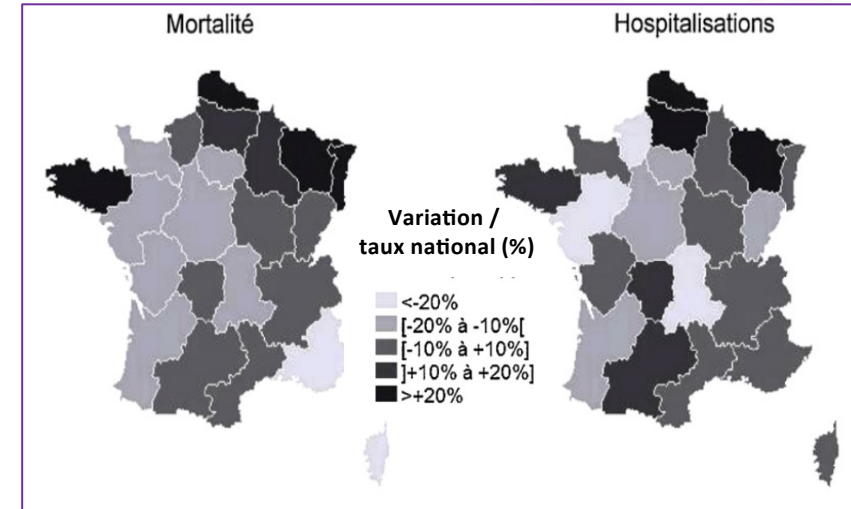 Mortalité
Hospitalisations
Variation /
taux national (%)
<-20%
[-20% à -10%[
[-10% à +10%]
]+10% à +20%]
>+20%